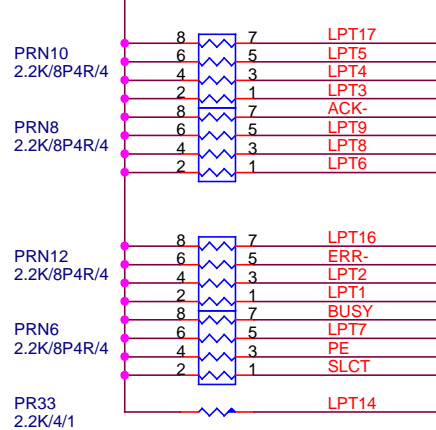 8 7 LPT17
PRN10 6 5 LPT5
2.2K/8P4R/4 4 3 LPT4
2 1 LPT3
8 7 ACK-
PRN8 6 5 LPT9
2.2K/8P4R/4 4 3 LPT8
2 1 LPT6
8 7 LPT16
PRN12 6 5 ERR-
2.2K/8P4R/4 4 3 LPT2
2 1 LPT1
8 7 BUSY
PRN6 6 5 LPT7
2.2K/8P4R/4 4 3 PE
2 1 SLCT
PR33 LPT14
2.2K/4/1